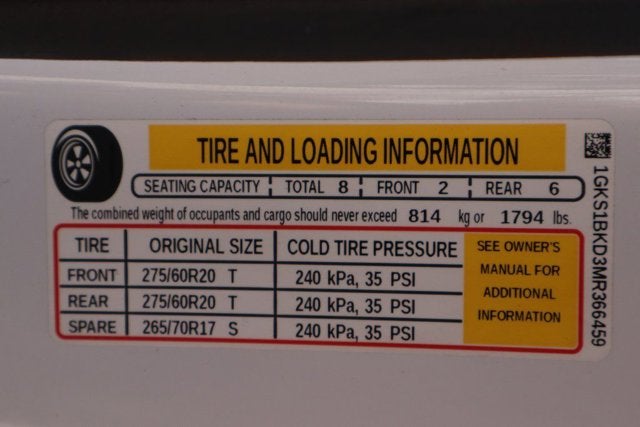 TIRE AND LOADING INFORMATION
SEATING CAPACITY TOTAL 8 FRONT 2 REAR 6
The combined weight of occupants and cargo should never exceed 814 kg or 1794 lbs.
TIRE ORIGINAL SIZE COLD TIRE PRESSURE
FRONT 275/60R20 T 240 kPa, 35 PSI
REAR 275/60R20 T 240 kPa, 35 PSI
SPARE 265/70R17 S 240 kPa, 35 PSI
SEE OWNER'S
MANUAL FOR
ADDITIONAL
INFORMATION
1GKS1BKD3MR366459